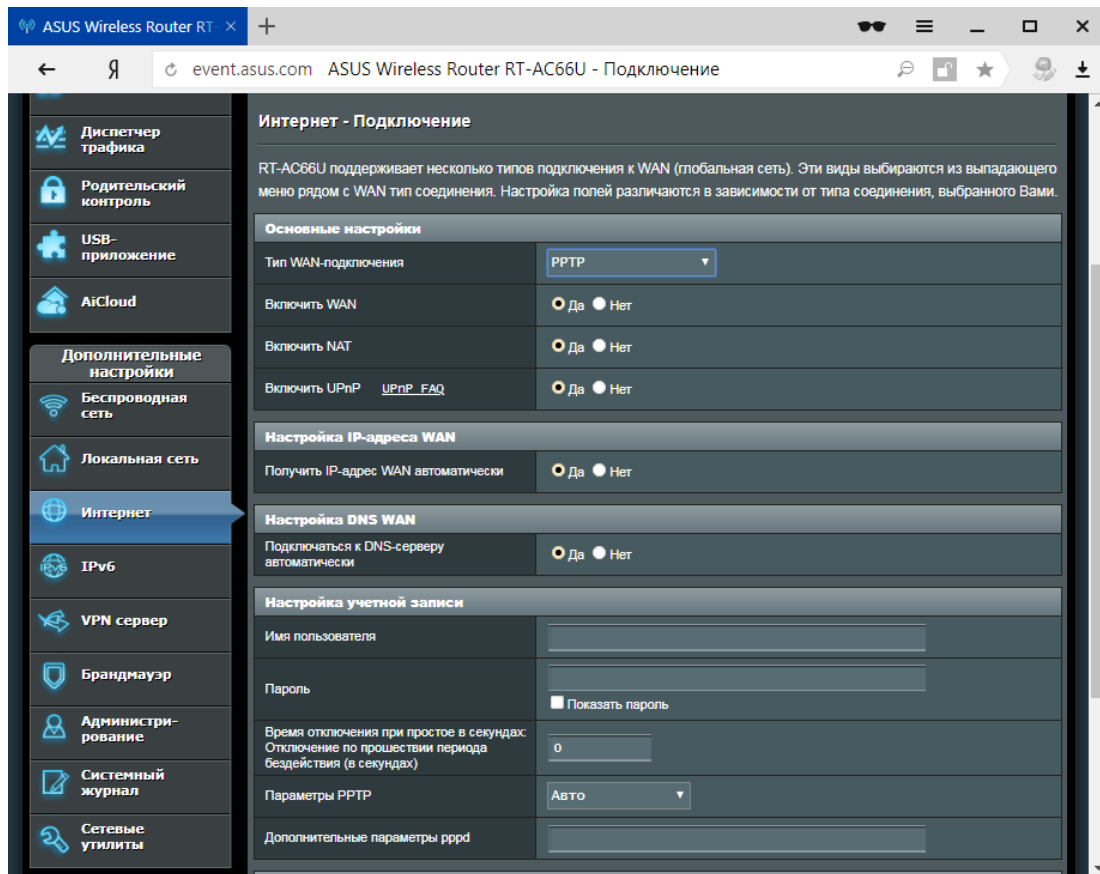 ASUS Wireless Router RT-
Я event.asus.com ASUS Wireless Router RT-AC66U - Подключение
Диспетчер
трафика
Родительский
контроль
USB-
приложение
AiCloud
Дополнительные
настройки
Беспроводная
сеть
Локальная сеть
Интернет
IPv6
VPN сервер
Брандмауэр
Администри-
рование
Системный
журнал
Сетевые
утилиты
Интернет - Подключение
RT-AC66U поддерживает несколько типов подключения к WAN (глобальная сеть). Эти виды выбираются из выпадающего
меню рядом с WAN тип соединения. Настройка полей различаются в зависимости от типа соединения, выбранного Вами.
Основные настройки
Тип WAN-подключения PPTP
Включить WAN Да Нет
Включить NAT Да Нет
Включить UPnP UPnP FAQ Да Нет
Настройка IP-адреса WAN
Получить IP-адрес WAN автоматически Да Нет
Настройка DNS WAN
Подключаться к DNS-серверу
автоматически Да Нет
Настройка учетной записи
Имя пользователя
Пароль
Показать пароль
Время отключения при простое в секундах:
Отключение по прошествии периода
бездействия (в секундах) 0
Параметры PPTP Авто
Дополнительные параметры pppd
IPv6